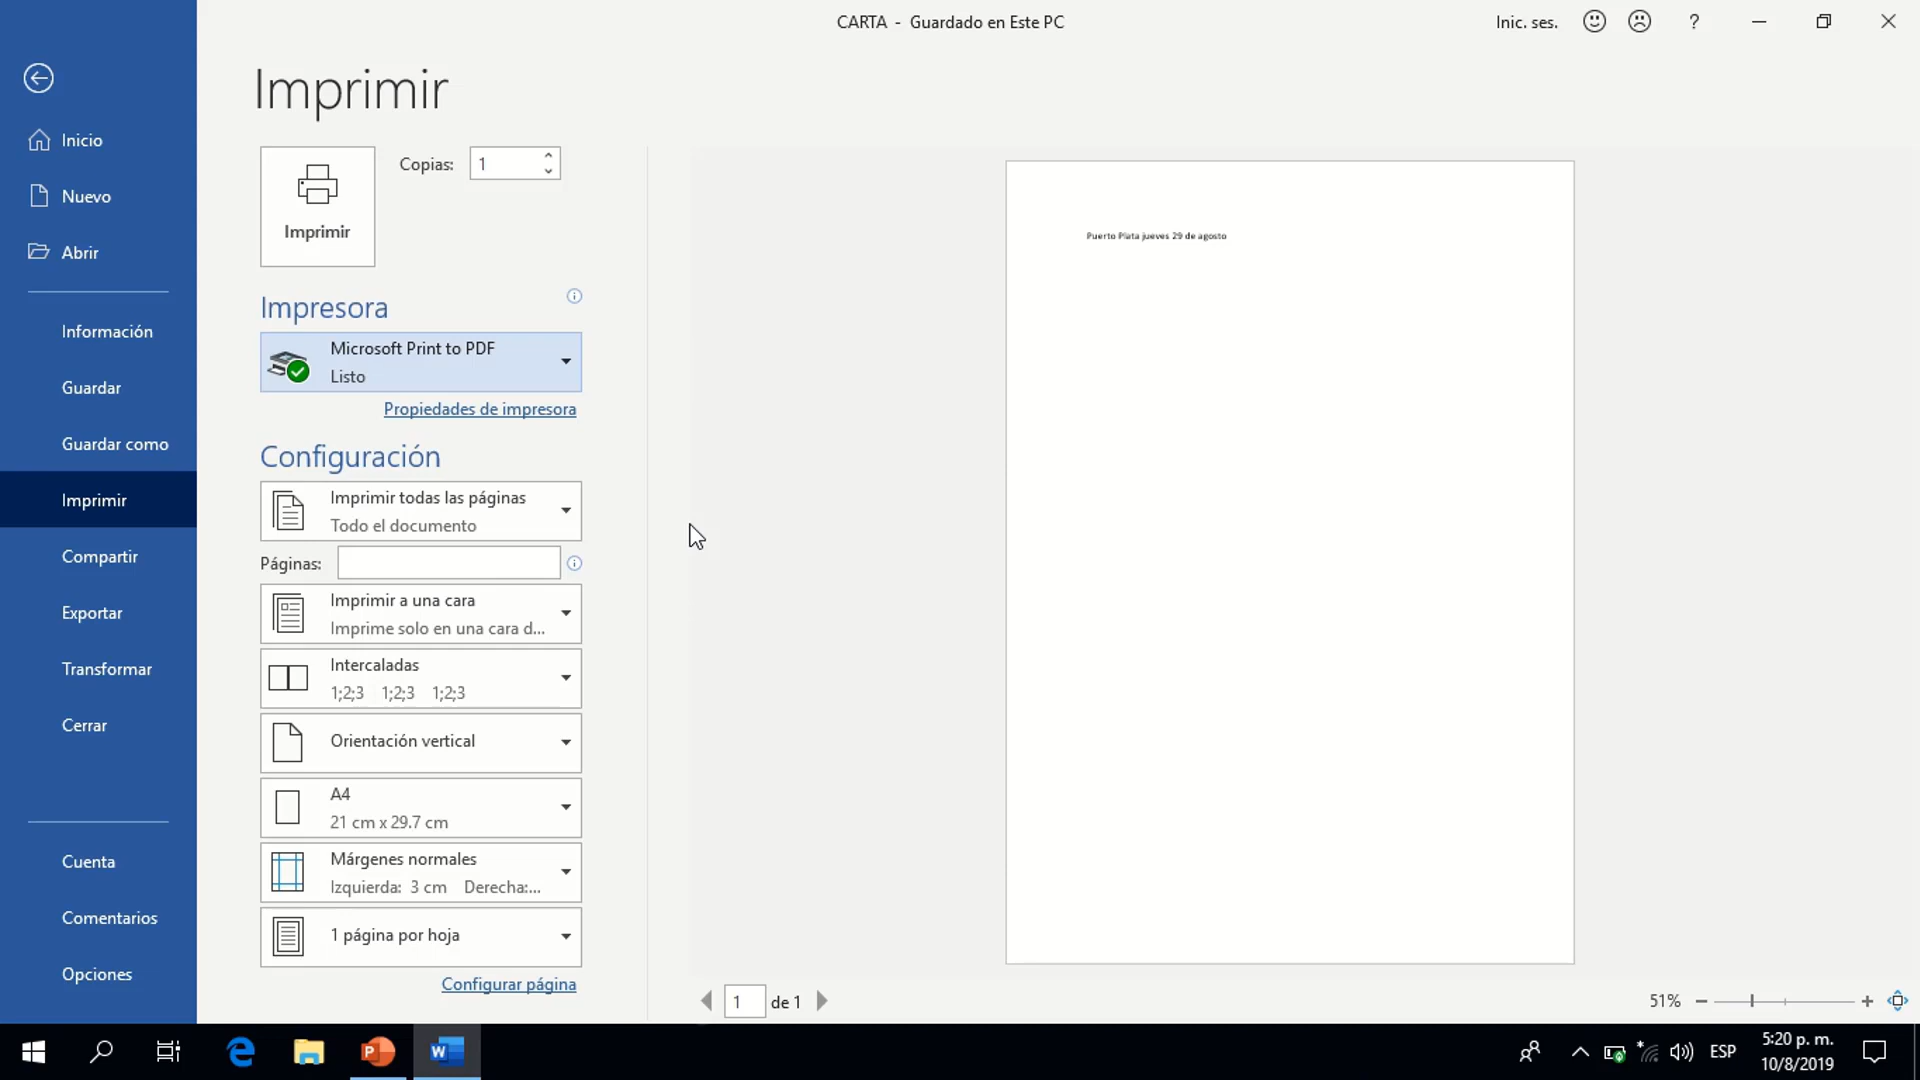 CARTA - Guardado en Este PC
Inic. ses.
?
Inicio
Nuevo
Abrir
Información
Guardar
Guardar como
Imprimir
Compartir
Exportar
Transformar
Cerrar
Cuenta
Comentarios
Opciones
Imprimir
Imprimir
Copias: 1
Impresora
Microsoft Print to PDF
Listo
Propiedades de impresora
Configuración
Imprimir todas las páginas
Todo el documento
Páginas:
Imprimir a una cara
Imprime solo en una cara d...
Intercaladas
1;2;3 1;2;3 1;2;3
Orientación vertical
A4
21 cm x 29.7 cm
Márgenes normales
Izquierda: 3 cm Derecha:...
1 página por hoja
Configurar página
Puerto Plata jueves 29 de agosto
1 de 1
51%
ESP
5:20 p. m.
10/8/2019